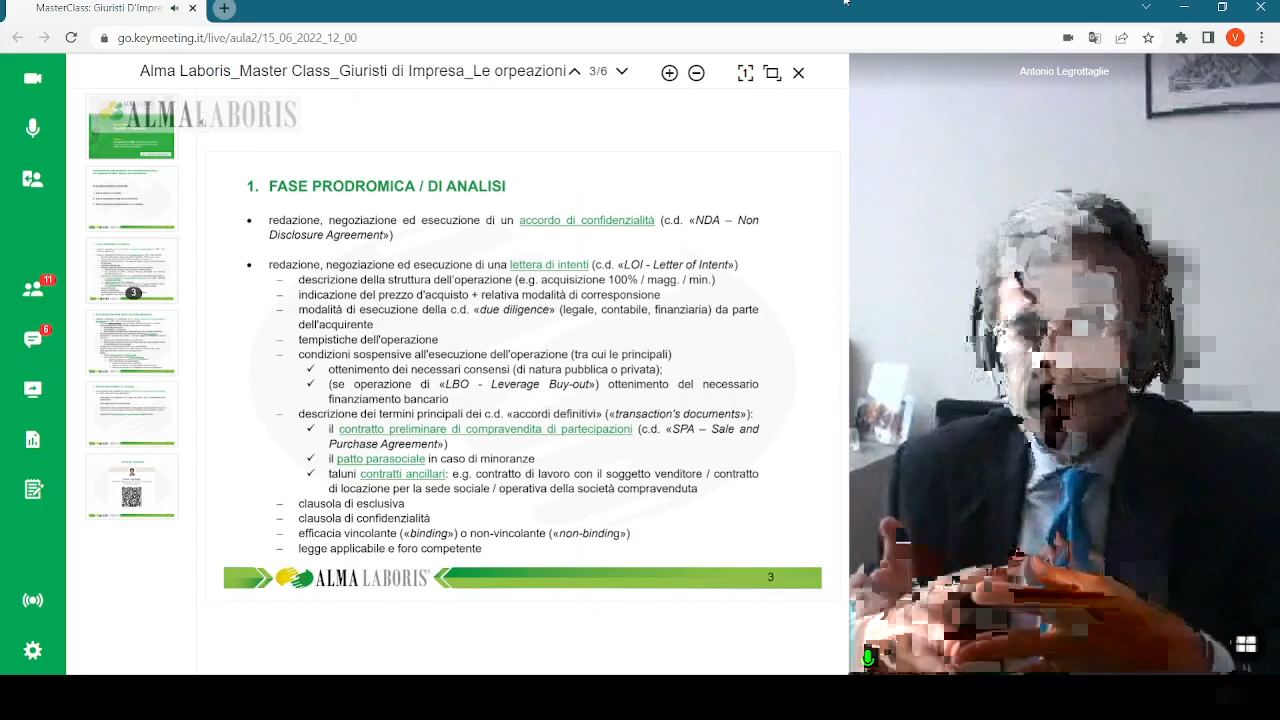 MasterClass: Giuristi d'Imp
go.keymeeting.it/live/aula2/15_06_2022_12_00
V
Alma Laboris_Master Class_Giuristi di Impresa_Le orpeazioni
3/6
Antonio Legrottaglie
ALMA LABORIS
1. FASE PRODROMICA / DI ANALISI
• redazione, negoziazione ed esecuzione di un accordo di confidenzialità (c.d. «NDA – Non
Disclosure Agreement»)
• redazione, negoziazione ed esecuzione di una lettera di intenti (c.d. «LOI - Letter of Intent»)
– descrizione della struttura dell'operazione (e.g. acquisizione 100% / magg. / min.)
– indicazione del prezzo d'acquisto + relativa modalità di corresponsione
– modalità di esecuzione della c.d. «due diligence» (legale, contabile, finanziaria) da parte
dell'acquirente
– tempistiche dell'operazione
– condizioni sospensive all'esecuzione dell'operazione (tra cui le principali)
✓ ottenimento dei necessari consensi (di natura pubblica o privata);
✓ (se operazione di «LBO - Leveraged Buy-out») ottenimento del necessario
finanziamento bancario
– definizione dei termini principali dei c.d. «accordi definitivi» («transaction's documents»):
✓ il contratto preliminare di compravendita di partecipazioni (c.d. «SPA – Sale and
Purchase Agreement»)
✓ il patto parasociale in caso di minoranze
✓ taluni contratti ancillari: e.g. contratto di lavoro con il soggetto venditore / contratto
di locazione per la sede sociale / operativa della società compravenduta
– clausola di esclusiva
– clausola di confidenzialità
– efficacia vincolante («binding») o non-vincolante («non-binding»)
– legge applicabile e foro competente
ALMA LABORIS®
3
11
6
3